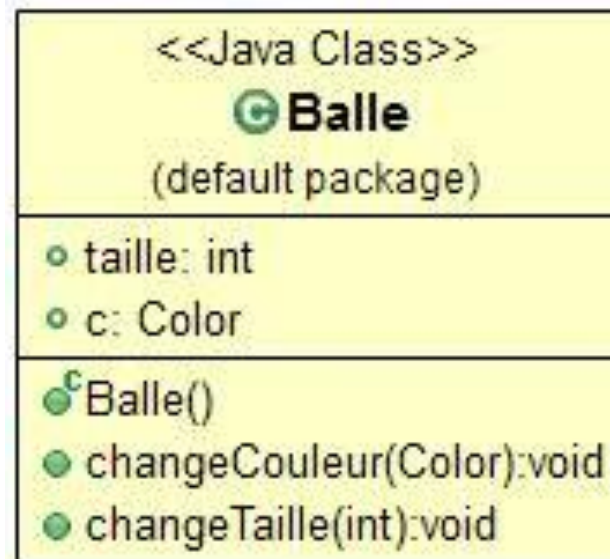 <<Java Class>>
C Balle
(default package)
taille: int
c: Color
c Balle()
changeCouleur(Color):void
changeTaille(int):void